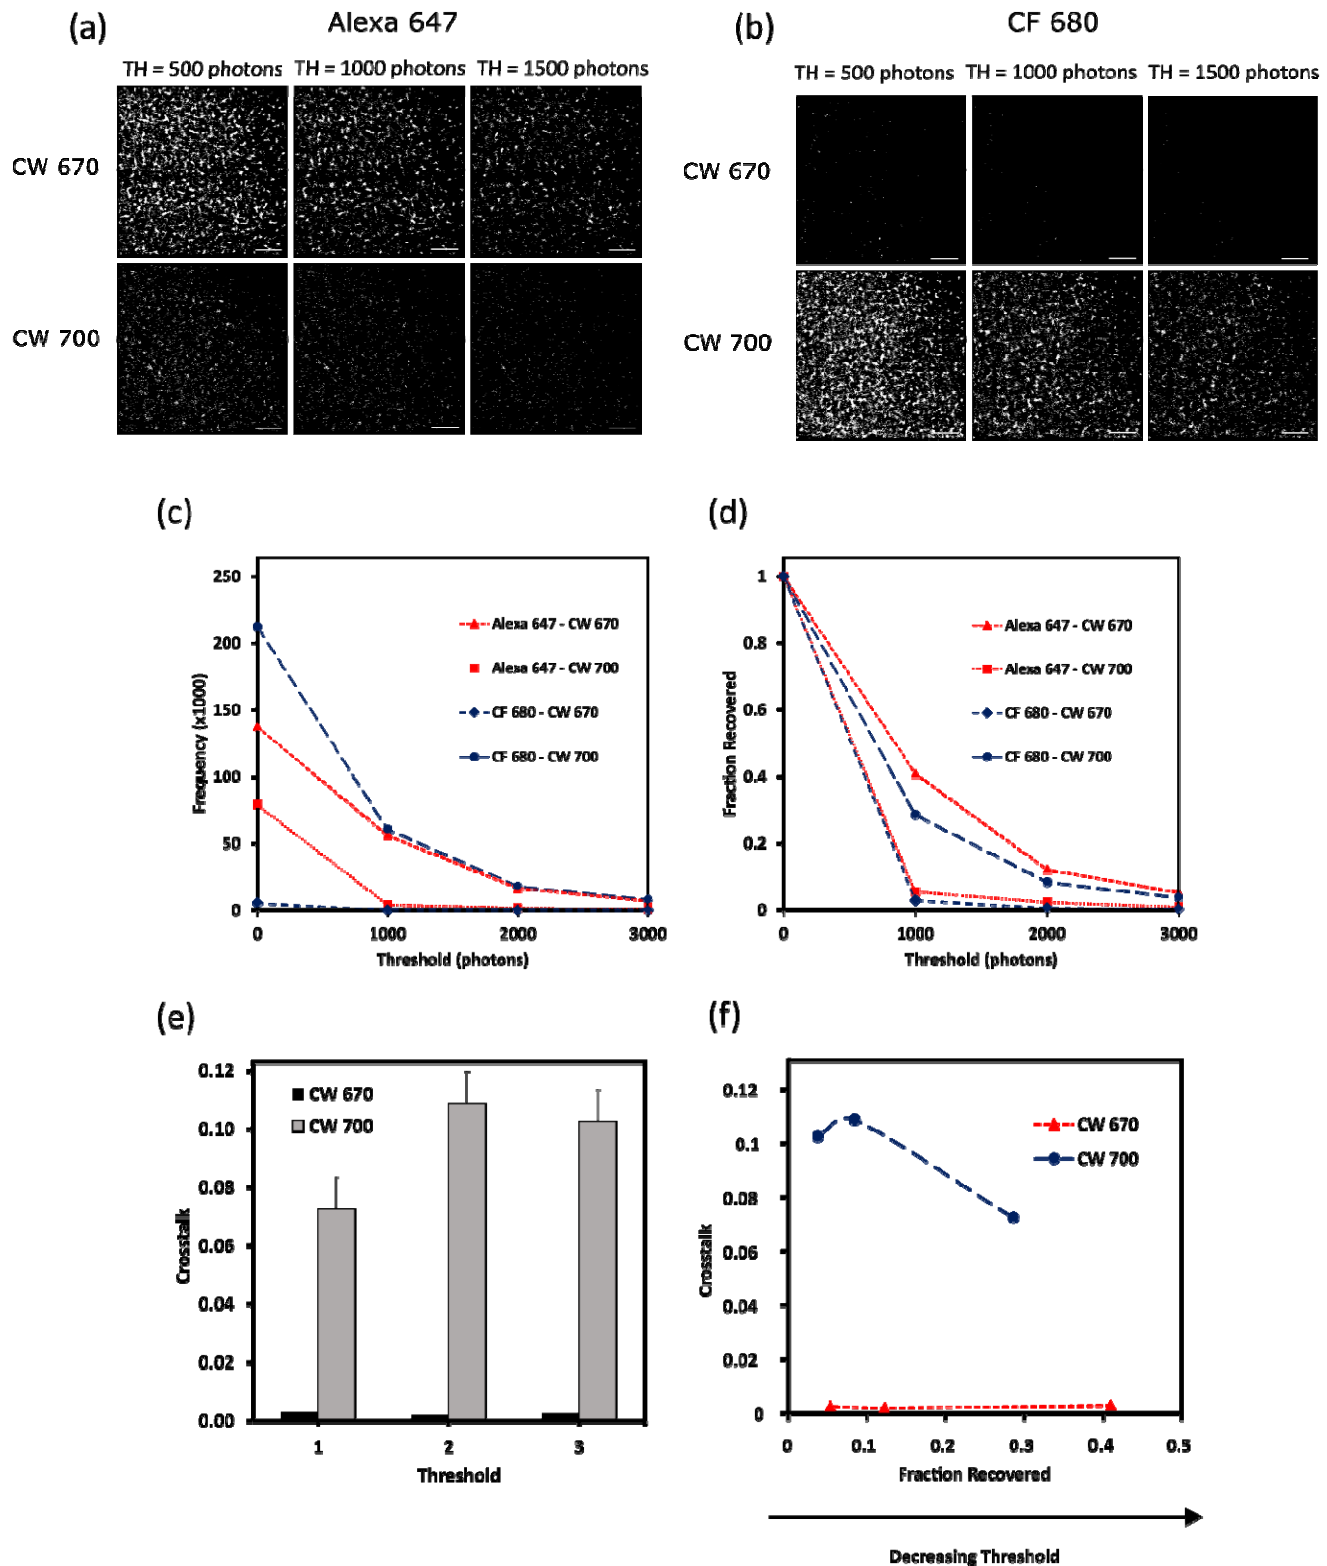 (a) Alexa 647
TH = 500 photons TH = 1000 photons TH = 1500 photons
CW 670
CW 700
(b) CF 680
TH = 500 photons TH = 1000 photons TH = 1500 photons
CW 670
CW 700
(c)
Frequency (x1000)
250
200
150
100
50
0
Alexa 647 - CW 670
Alexa 647 - CW 700
CF 680 - CW 670
CF 680 - CW 700
0 1000 2000 3000
Threshold (photons)
(d)
Fraction Recovered
1
0.8
0.6
0.4
0.2
0
Alexa 647 - CW 670
Alexa 647 - CW 700
CF 680 - CW 670
CF 680 - CW 700
0 1000 2000 3000
Threshold (photons)
(e)
Crosstalk
0.12
0.10
0.08
0.06
0.04
0.02
0.00
CW 670
CW 700
1 2 3
Threshold
(f)
Crosstalk
0.12
0.1
0.08
0.06
0.04
0.02
0
CW 670
CW 700
0 0.1 0.2 0.3 0.4 0.5
Fraction Recovered
Decreasing Threshold